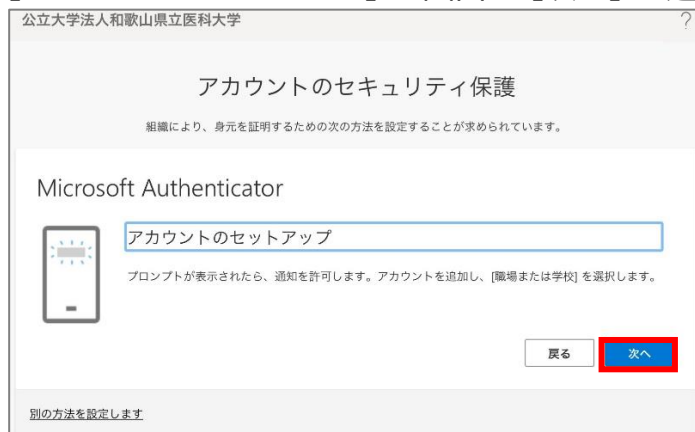 公立大学法人和歌山県立医科大学
?
アカウントのセキュリティ保護
組織により、身元を証明するための次の方法を設定することが求められています。
Microsoft Authenticator
アカウントのセットアップ
プロンプトが表示されたら、通知を許可します。アカウントを追加し、[職場または学校] を選択します。
戻る
次へ
別の方法を設定します